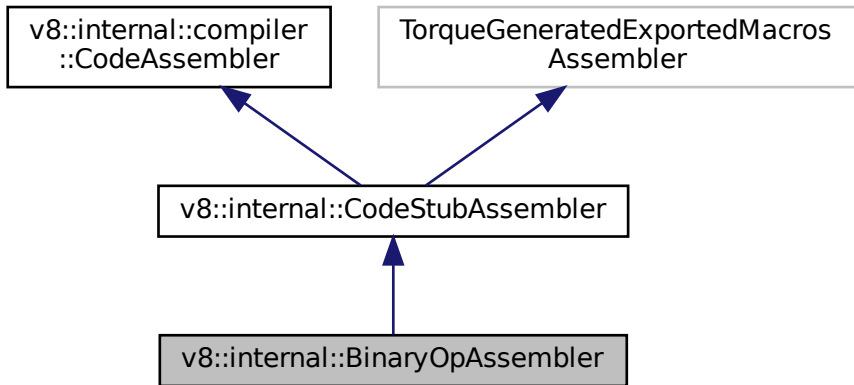 v8::internal::compiler
::CodeAssembler
TorqueGeneratedExportedMacros
Assembler
v8::internal::CodeStubAssembler
v8::internal::BinaryOpAssembler